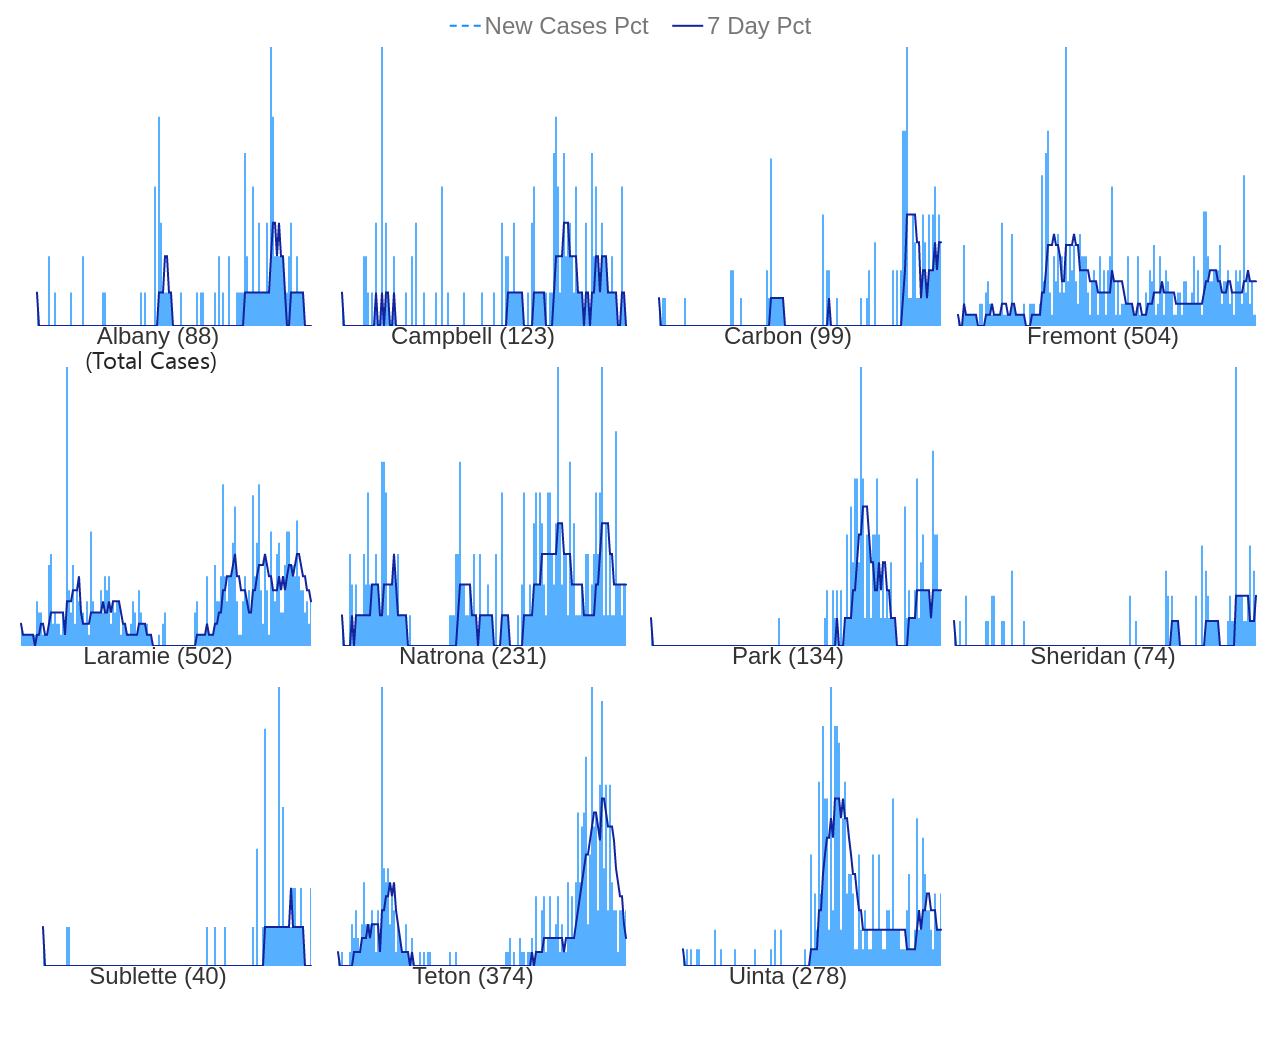 New Cases Pct 7 Day Pct
Albany (88) Campbell (123) Carbon (99) Fremont (504)
(Total Cases)
Laramie (502) Natrona (231) Park (134) Sheridan (74)
Sublette (40) Teton (374) Uinta (278)